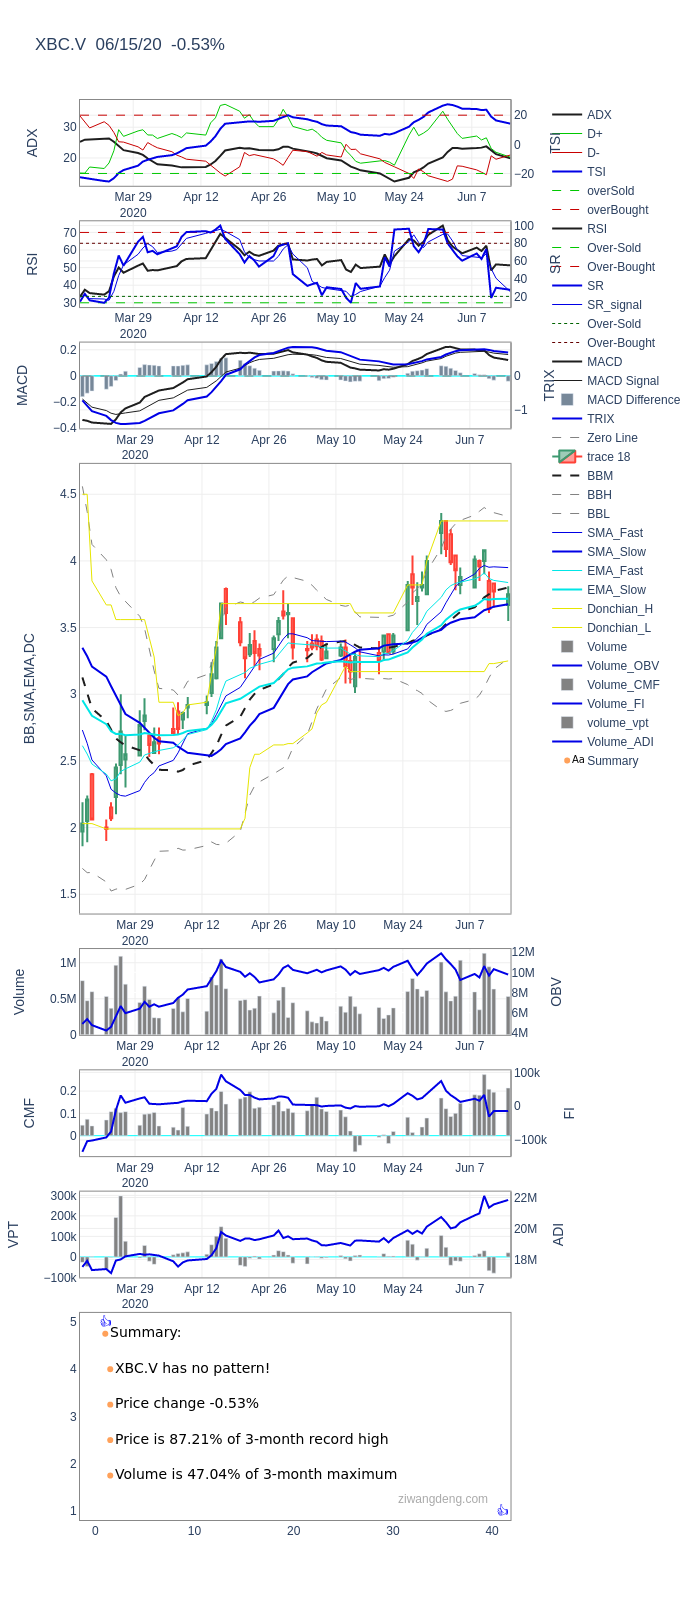 XBC.V  06/15/20  -0.53%
ADX
30
20
20
0
−20
TSI
Mar 29
2020
Apr 12
Apr 26
May 10
May 24
Jun 7
RSI
70
60
50
40
30
100
80
60
40
20
SR
Mar 29
2020
Apr 12
Apr 26
May 10
May 24
Jun 7
MACD
0.2
0
−0.2
−0.4
0
−1
TRIX
Mar 29
2020
Apr 12
Apr 26
May 10
May 24
Jun 7
BB,SMA,EMA,DC
4.5
4
3.5
3
2.5
2
1.5
Mar 29
2020
Apr 12
Apr 26
May 10
May 24
Jun 7
Volume
1M
0.5M
0
12M
10M
8M
6M
4M
OBV
Mar 29
2020
Apr 12
Apr 26
May 10
May 24
Jun 7
CMF
0.2
0.1
0
100k
0
−100k
FI
Mar 29
2020
Apr 12
Apr 26
May 10
May 24
Jun 7
VPT
300k
200k
100k
0
−100k
22M
20M
18M
ADI
Mar 29
2020
Apr 12
Apr 26
May 10
May 24
Jun 7
5
4
3
2
1
Summary:
XBC.V has no pattern!
Price change -0.53%
Price is 87.21% of 3-month record high
Volume is 47.04% of 3-month maximum
ziwangdeng.com
0
10
20
30
40
ADX
D+
D-
TSI
overSold
overBought
RSI
Over-Sold
Over-Bought
SR
SR_signal
Over-Sold
Over-Bought
MACD
MACD Signal
MACD Difference
TRIX
Zero Line
trace 18
BBM
BBH
BBL
SMA_Fast
SMA_Slow
EMA_Fast
EMA_Slow
Donchian_H
Donchian_L
Volume
Volume_OBV
Volume_CMF
Volume_FI
volume_vpt
Volume_ADI
Aa Summary